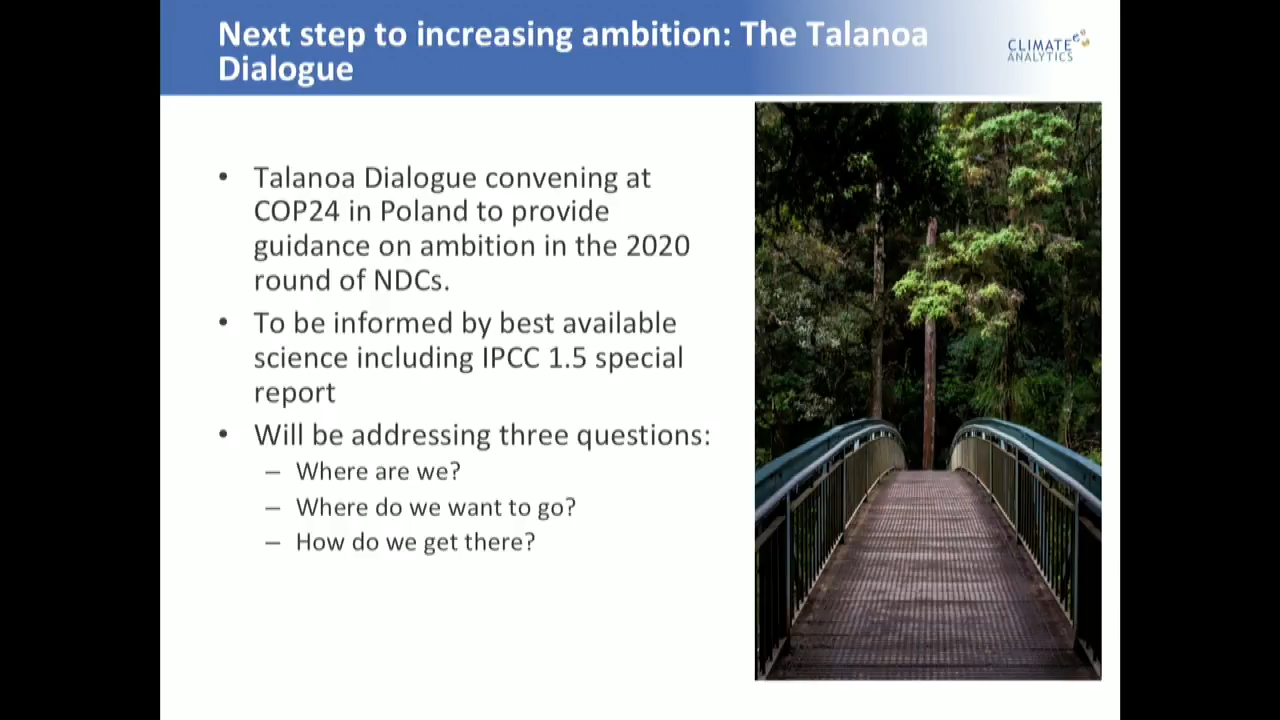 Next step to increasing ambition: The Talanoa
Dialogue
CLIMATE
ANALYTICS
• Talanoa Dialogue convening at
COP24 in Poland to provide
guidance on ambition in the 2020
round of NDCs.
• To be informed by best available
science including IPCC 1.5 special
report
• Will be addressing three questions:
– Where are we?
– Where do we want to go?
– How do we get there?